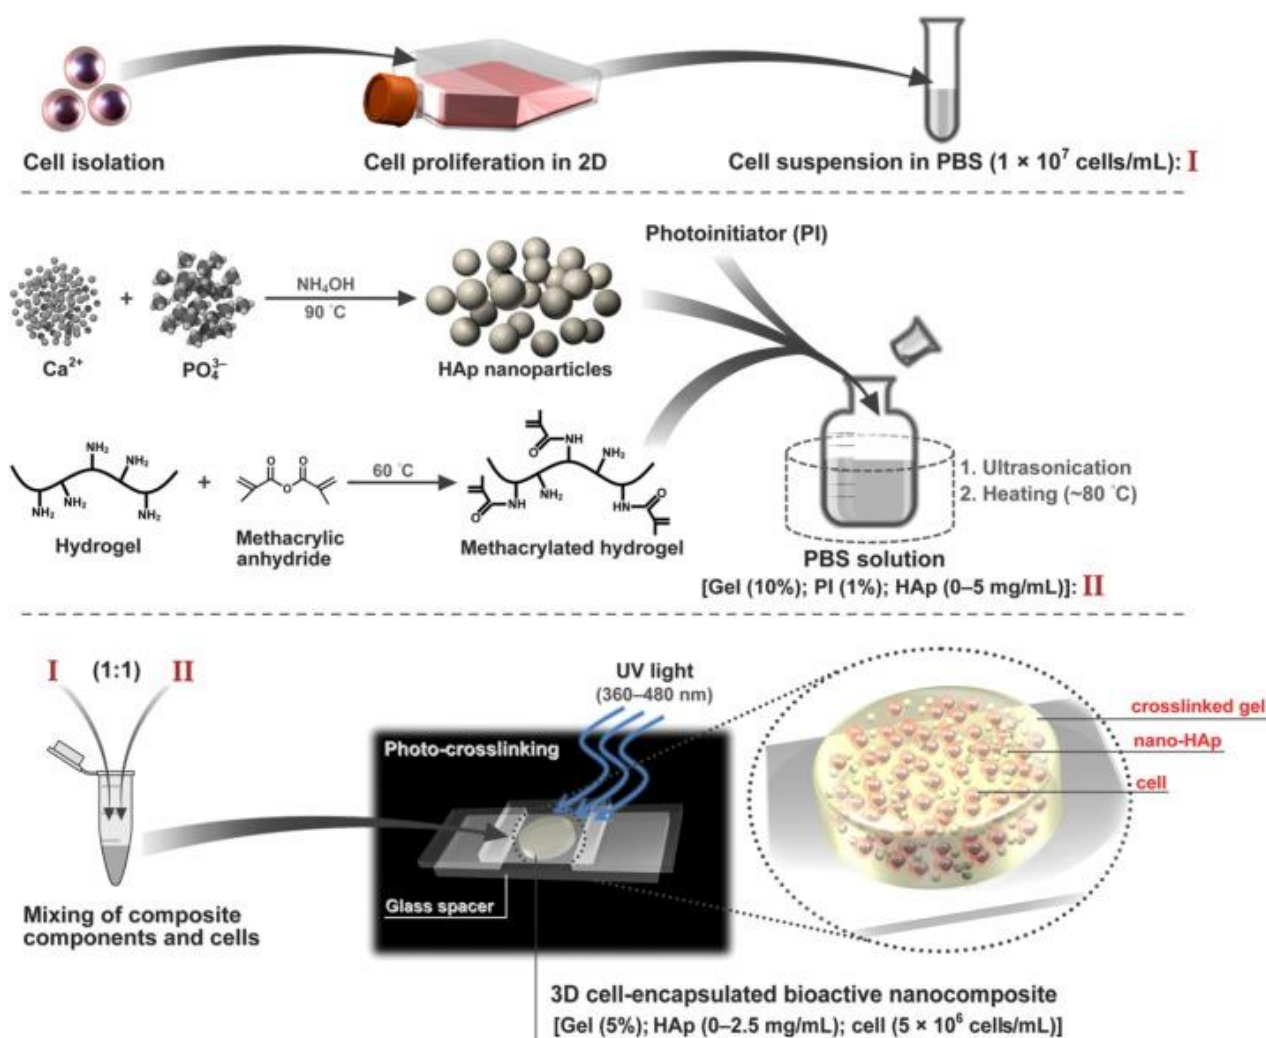 Cell isolation
Cell proliferation in 2D
Cell suspension in PBS (1 × 10⁷ cells/mL): I
Photoinitiator (PI)
Ca²⁺
+
PO₄³⁻
NH₄OH
90 °C
HAp nanoparticles
NH₂
NH₂
NH₂
NH₂
NH₂
Hydrogel
+
O
O
O
Methacrylic
anhydride
60 °C
O
NH
NH₂
O
NH
NH₂
HN
O
Methacrylated hydrogel
1. Ultrasonication
2. Heating (~80 °C)
PBS solution
[Gel (10%); PI (1%); HAp (0–5 mg/mL)]: II
I (1:1) II
Mixing of composite
components and cells
UV light
(360–480 nm)
Photo-crosslinking
Glass spacer
crosslinked gel
nano-HAp
cell
3D cell-encapsulated bioactive nanocomposite
[Gel (5%); HAp (0–2.5 mg/mL); cell (5 × 10⁶ cells/mL)]